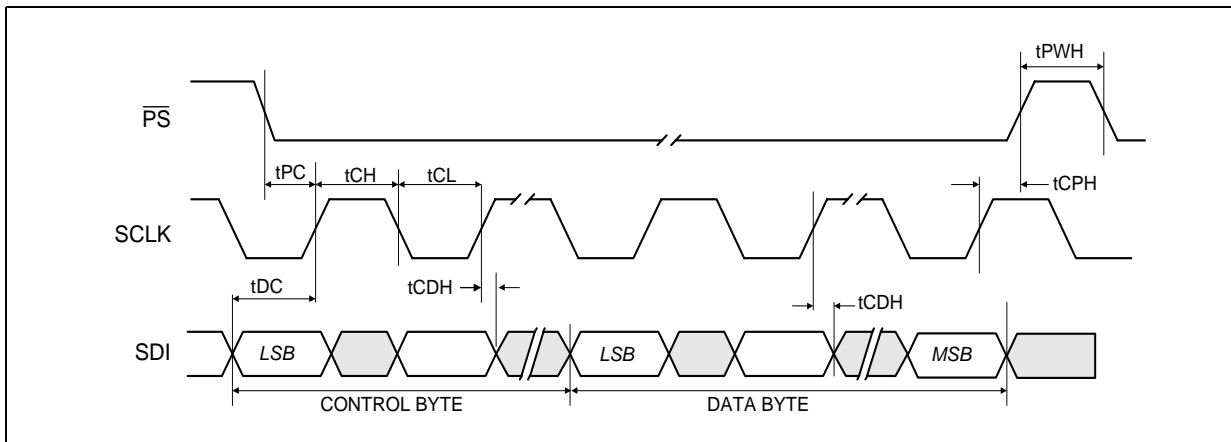 tPWH
PS
tPC
tCH
tCL
tCPH
SCLK
tDC
tCDH
tCDH
SDI
LSB
LSB
MSB
CONTROL BYTE
DATA BYTE